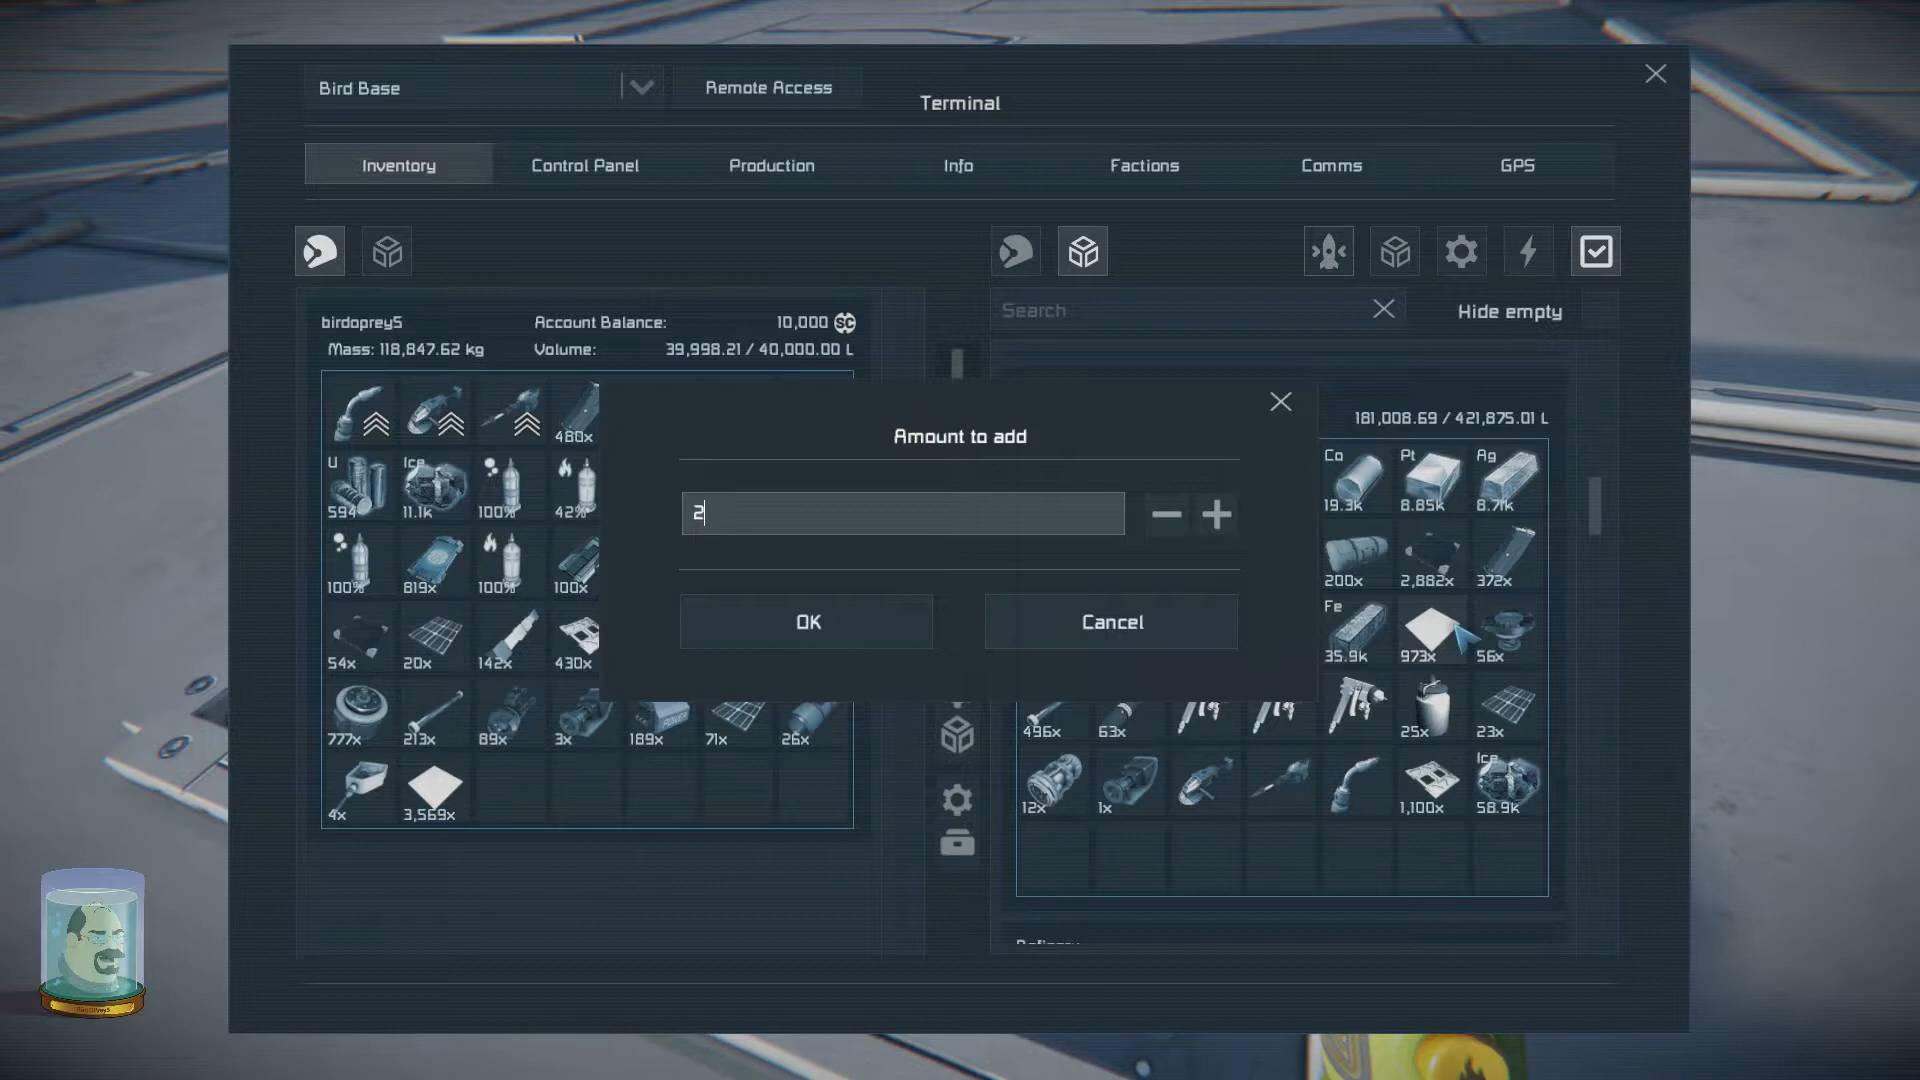 Bird Base
Remote Access
Terminal
Inventory
Control Panel
Production
Info
Factions
Comms
GPS
birdoprey5
Account Balance:
10,000 SC
Mass: 118,847.62 kg
Volume:
39,998.21 / 40,000.00 L
Search
Hide empty
181,008.69 / 421,875.01 L
480x
U
594
Ice
11.1k
100%
42%
100%
819x
100%
100x
54x
20x
142x
430x
777x
213x
89x
3x
189x
POWER
71x
26x
4x
3,569x
Amount to add
2
OK
Cancel
Co
19.3k
Pt
8.85k
Ag
8.71k
200x
2,882x
372x
Fe
35.9k
973x
56x
496x
63x
25x
23x
12x
1x
1,100x
Ice
58.9k